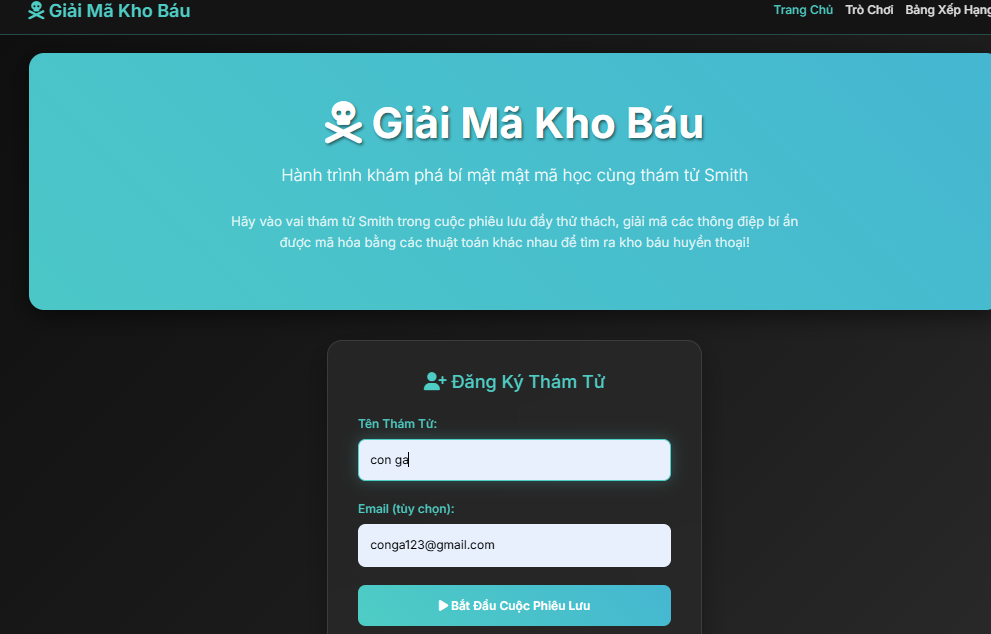 Giải Mã Kho Báu
Trang Chủ Trò Chơi Bảng Xếp Hạng
Giải Mã Kho Báu
Hành trình khám phá bí mật mật mã học cùng thám tử Smith
Hãy vào vai thám tử Smith trong cuộc phiêu lưu đầy thử thách, giải mã các thông điệp bí ẩn
được mã hóa bằng các thuật toán khác nhau để tìm ra kho báu huyền thoại!
Đăng Ký Thám Tử
Tên Thám Tử:
con ga
Email (tùy chọn):
conga123@gmail.com
Bắt Đầu Cuộc Phiêu Lưu